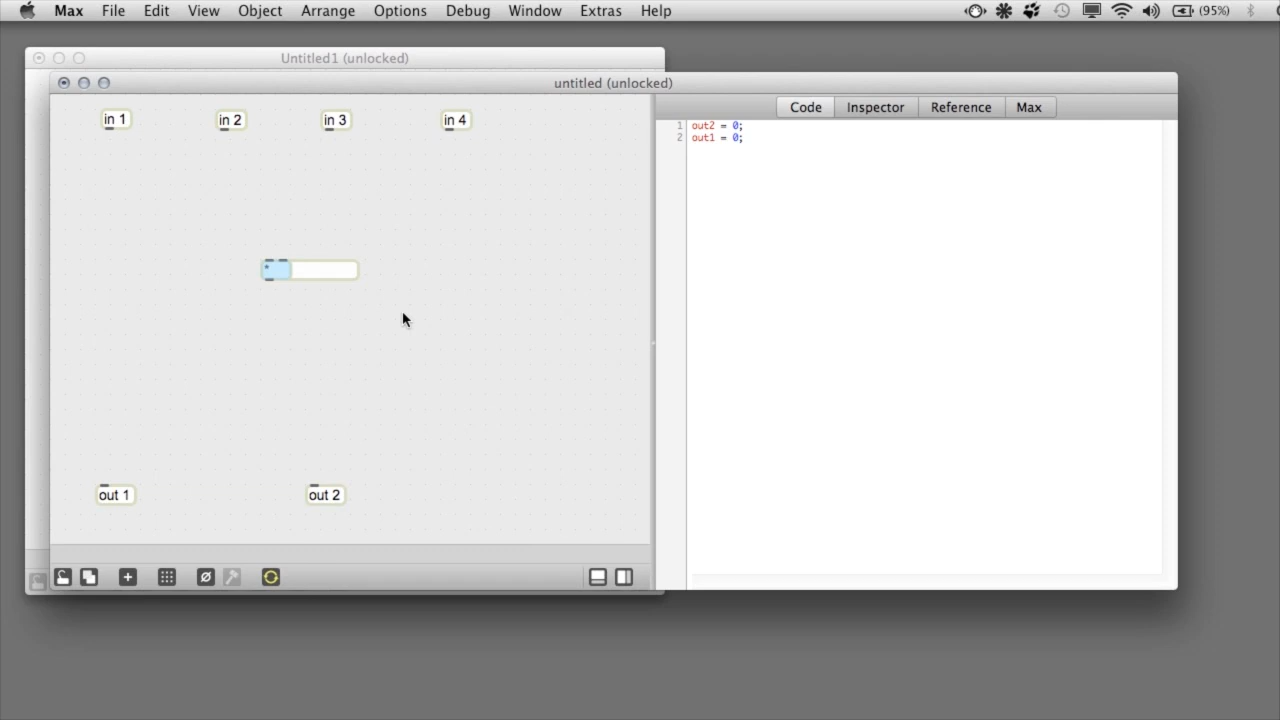 Max File Edit View Object Arrange Options Debug Window Extras Help (95%)
Untitled1 (unlocked)
untitled (unlocked)
Code Inspector Reference Max
in 1 in 2 in 3 in 4
1 out2 = 0;
2 out1 = 0;
*
out 1 out 2